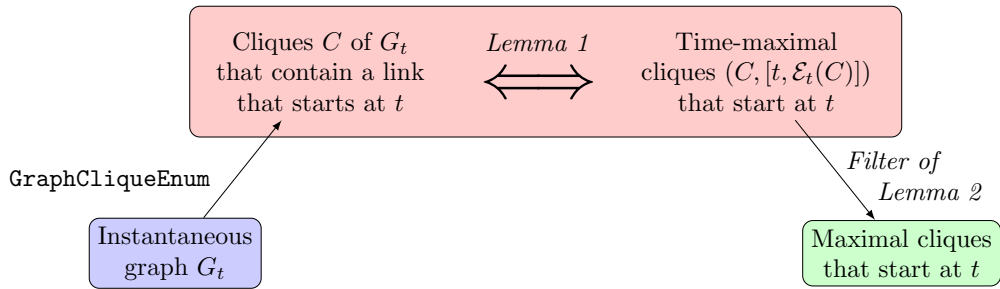 Cliques C of G_t
that contain a link
that starts at t
Lemma 1
Time-maximal
cliques (C, [t, ℰ_t(C)])
that start at t
GraphCliqueEnum
Filter of
Lemma 2
Instantaneous
graph G_t
Maximal cliques
that start at t